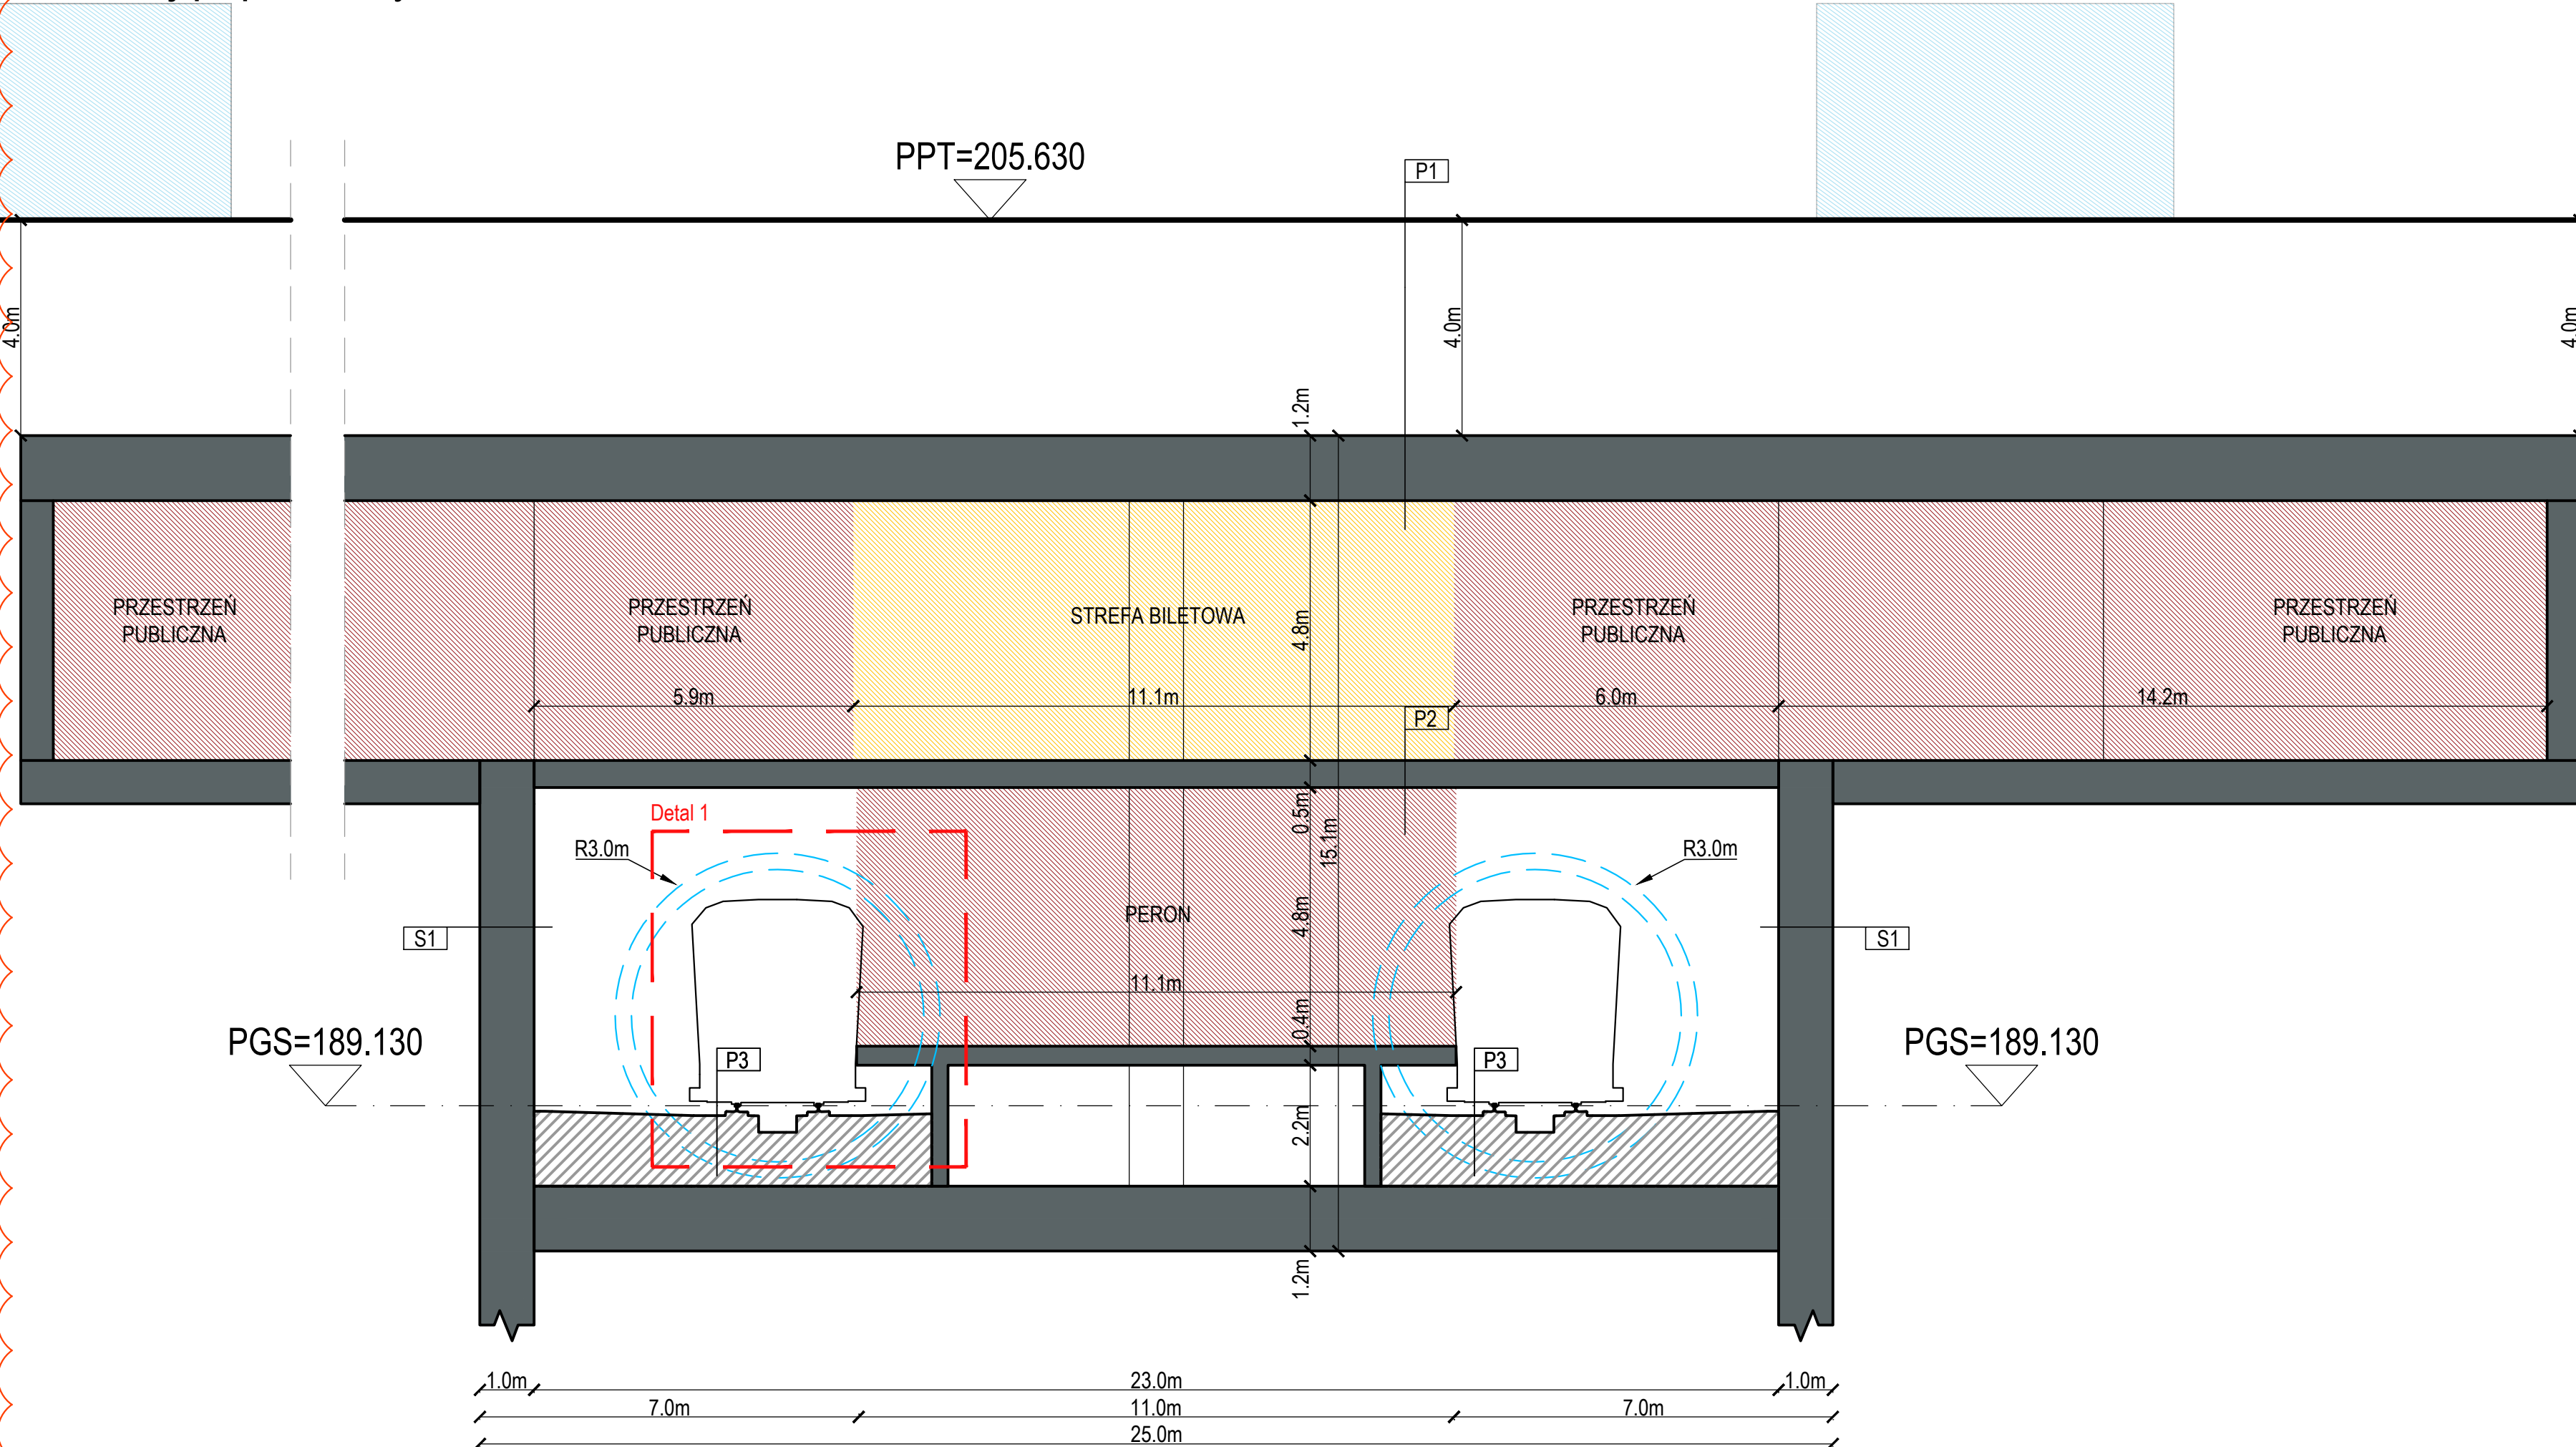 PPT=205.630
P1
4.0m
4.0m
4.0m
1.2m
PRZESTRZEŃ
PUBLICZNA
PRZESTRZEŃ
PUBLICZNA
STREFA BILETOWA
4.8m
PRZESTRZEŃ
PUBLICZNA
PRZESTRZEŃ
PUBLICZNA
5.9m
11.1m
6.0m
14.2m
P2
Detal 1
0.5m
15.1m
R3.0m
R3.0m
PERON
4.8m
S1
S1
11.1m
0.4m
PGS=189.130
PGS=189.130
P3
P3
2.2m
1.2m
1.0m
23.0m
1.0m
7.0m
11.0m
7.0m
25.0m